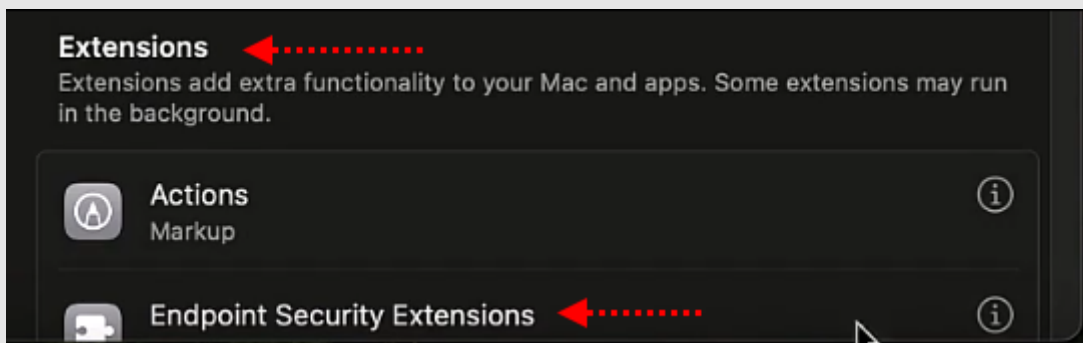 Extensions
Extensions add extra functionality to your Mac and apps. Some extensions may run
in the background.
Actions
Markup
Endpoint Security Extensions